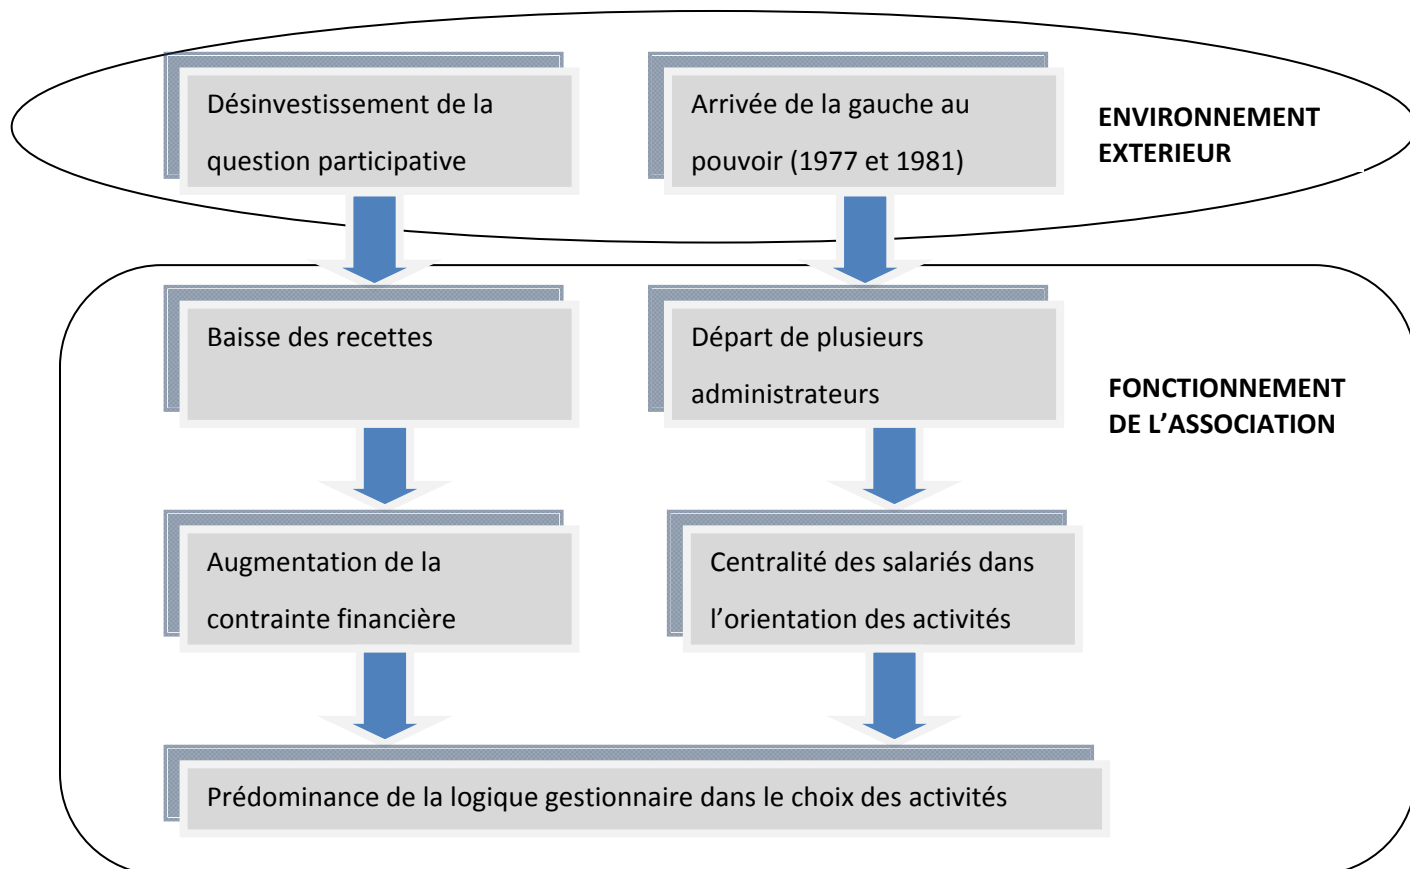 Désinvestissement de la
question participative
Arrivée de la gauche au
pouvoir (1977 et 1981)
ENVIRONNEMENT
EXTERIEUR
Baisse des recettes
Départ de plusieurs
administrateurs
FONCTIONNEMENT
DE L’ASSOCIATION
Augmentation de la
contrainte financière
Centralité des salariés dans
l’orientation des activités
Prédominance de la logique gestionnaire dans le choix des activités